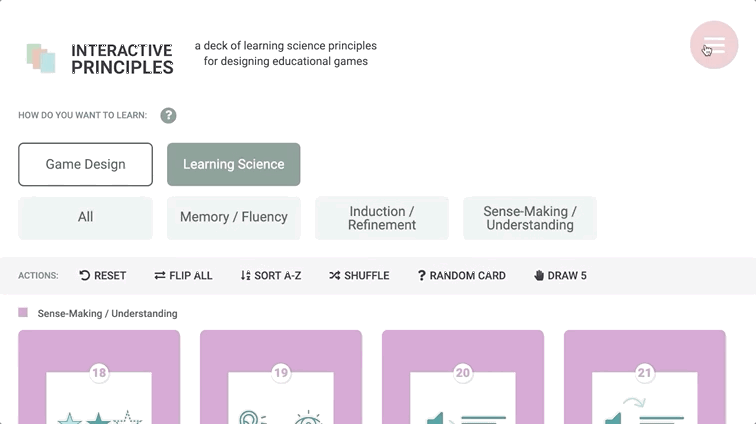 INTERACTIVE
PRINCIPLES
a deck of learning science principles
for designing educational games
HOW DO YOU WANT TO LEARN: ?
Game Design
Learning Science
All
Memory / Fluency
Induction /
Refinement
Sense-Making /
Understanding
ACTIONS: RESET FLIP ALL SORT A-Z SHUFFLE ? RANDOM CARD DRAW 5
Sense-Making / Understanding
18 19 20 21